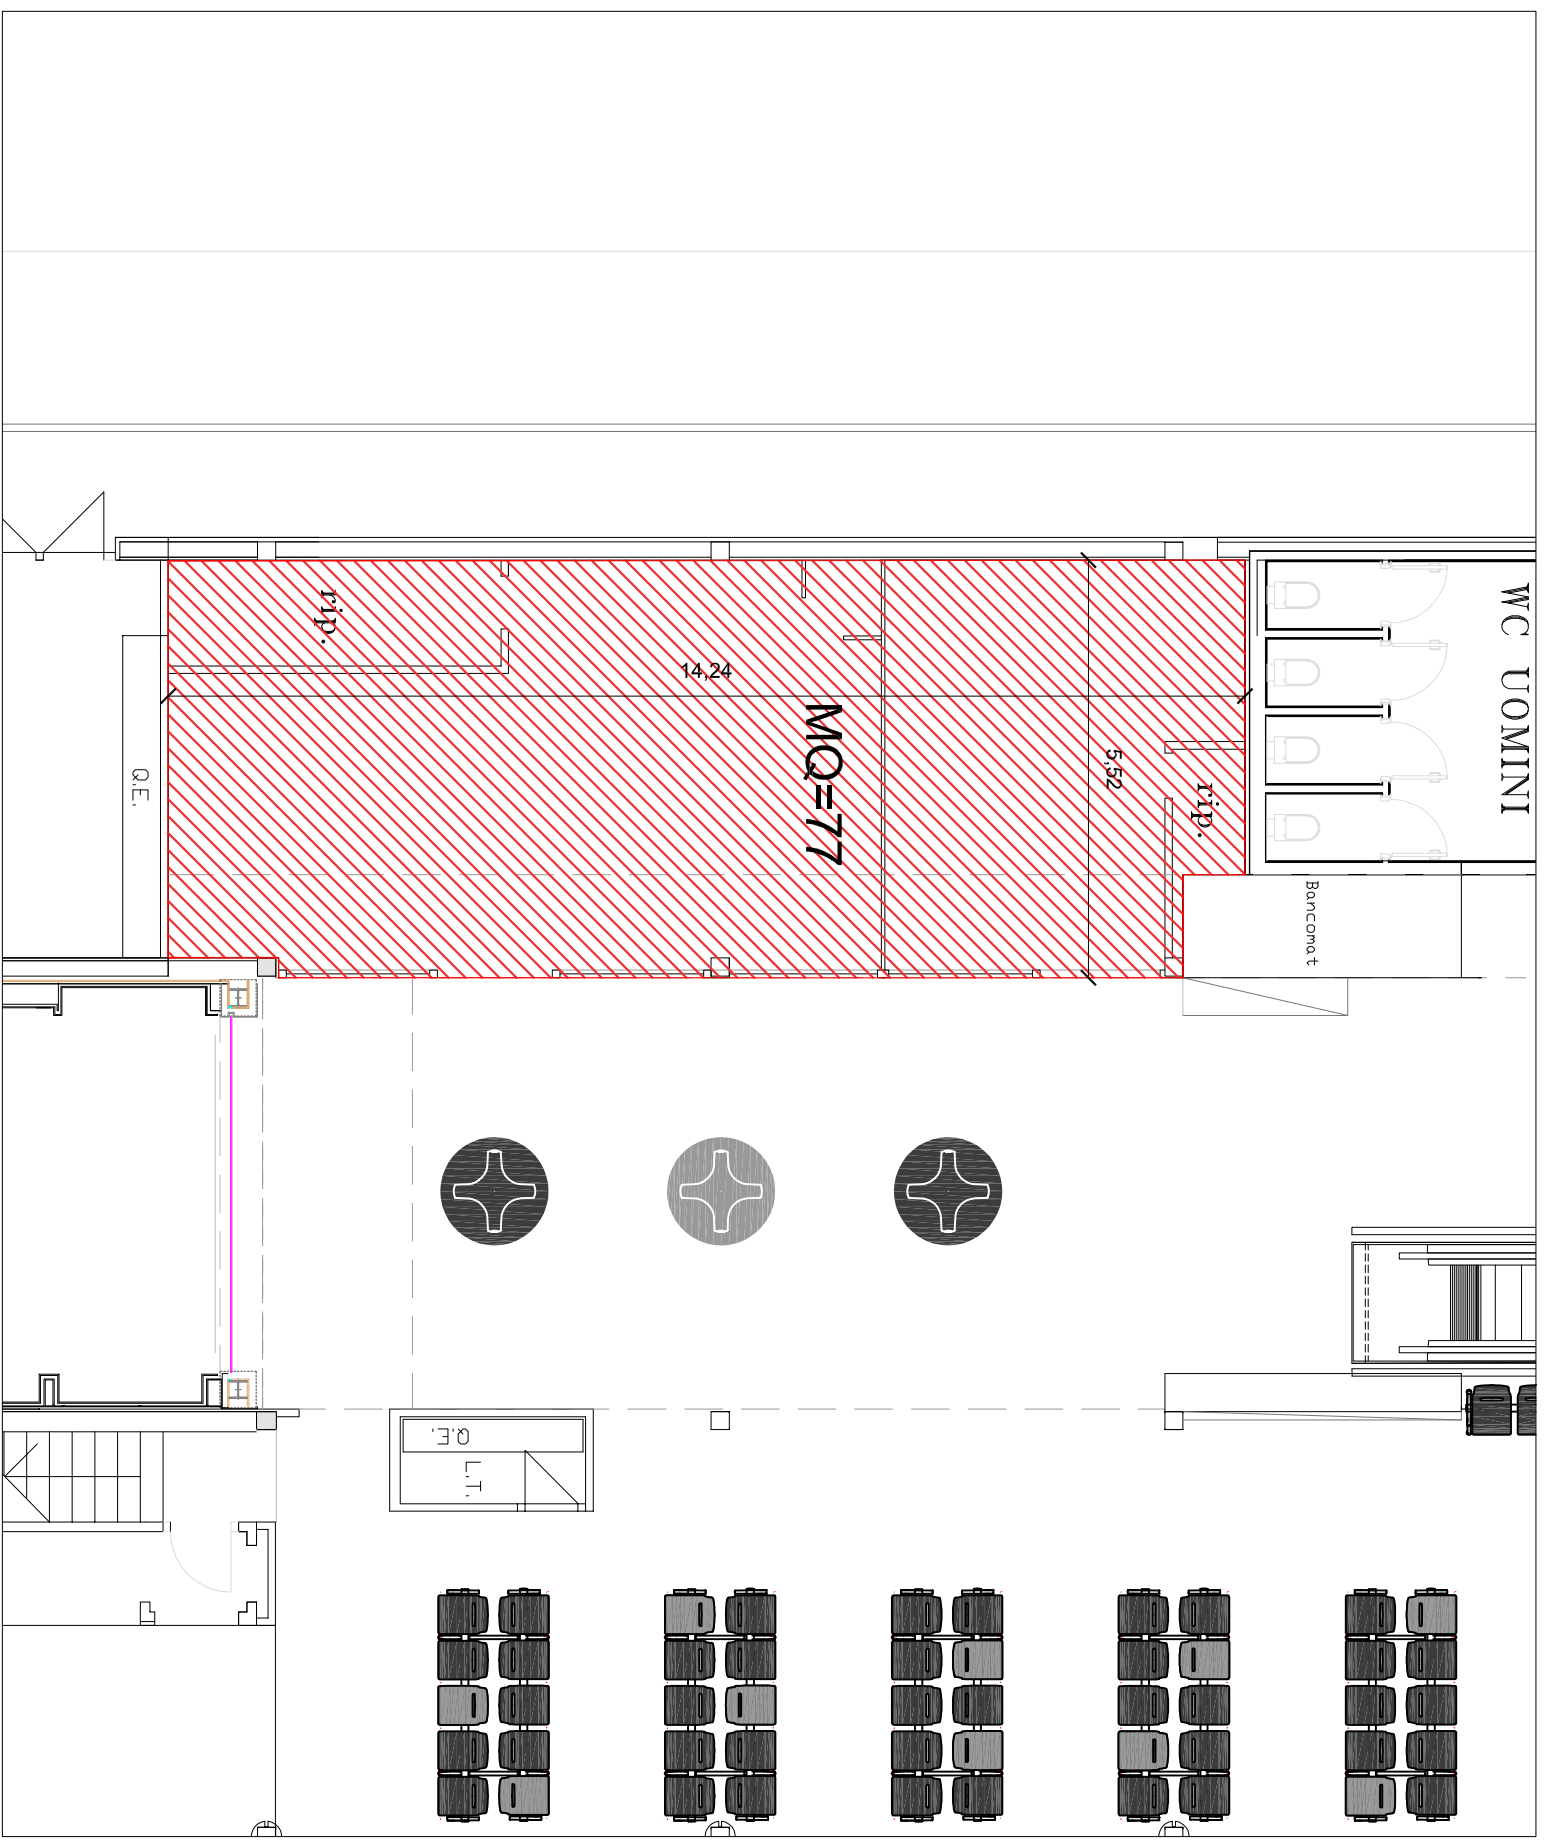 rip.
14,24
MQ=77
5,52
rip.
WC UOMINI
Q.E.
Bancomat
Q.E.
L.T.